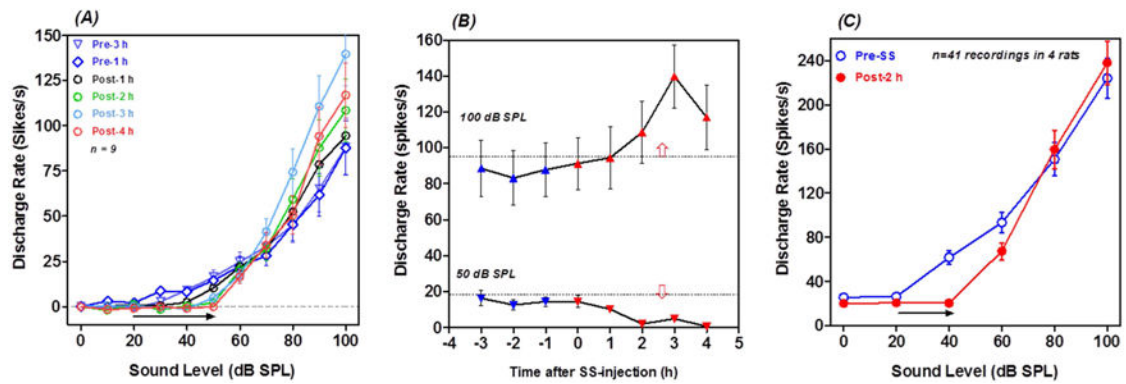 (A)
150
125
100
75
50
25
0
Discharge Rate (Sikes/s)
Pre-3 h
Pre-1 h
Post-1 h
Post-2 h
Post-3 h
Post-4 h
n = 9
0 20 40 60 80 100
Sound Level (dB SPL)
(B)
160
140
120
100
80
60
40
20
0
Discharge Rate (spikes/s)
100 dB SPL
50 dB SPL
-4 -3 -2 -1 0 1 2 3 4 5
Time after SS-injection (h)
(C)
240
200
160
120
80
40
0
Discharge Rate (spikes/s)
Pre-SS
Post-2 h
n=41 recordings in 4 rats
0 20 40 60 80 100
Sound Level (dB SPL)